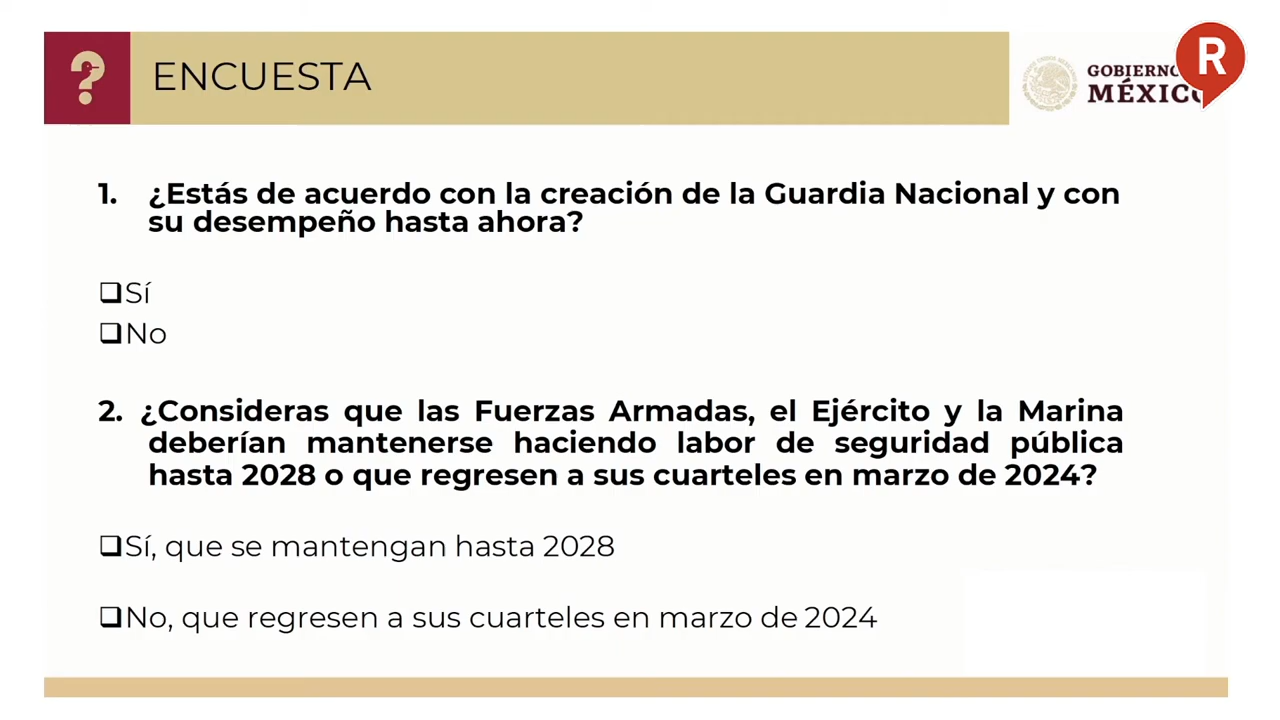 ?
ENCUESTA
GOBIERNO
MÉXICO
R
1. ¿Estás de acuerdo con la creación de la Guardia Nacional y con
su desempeño hasta ahora?
❑Sí
❑No
2. ¿Consideras que las Fuerzas Armadas, el Ejército y la Marina
deberían mantenerse haciendo labor de seguridad pública
hasta 2028 o que regresen a sus cuarteles en marzo de 2024?
❑Sí, que se mantengan hasta 2028
❑No, que regresen a sus cuarteles en marzo de 2024